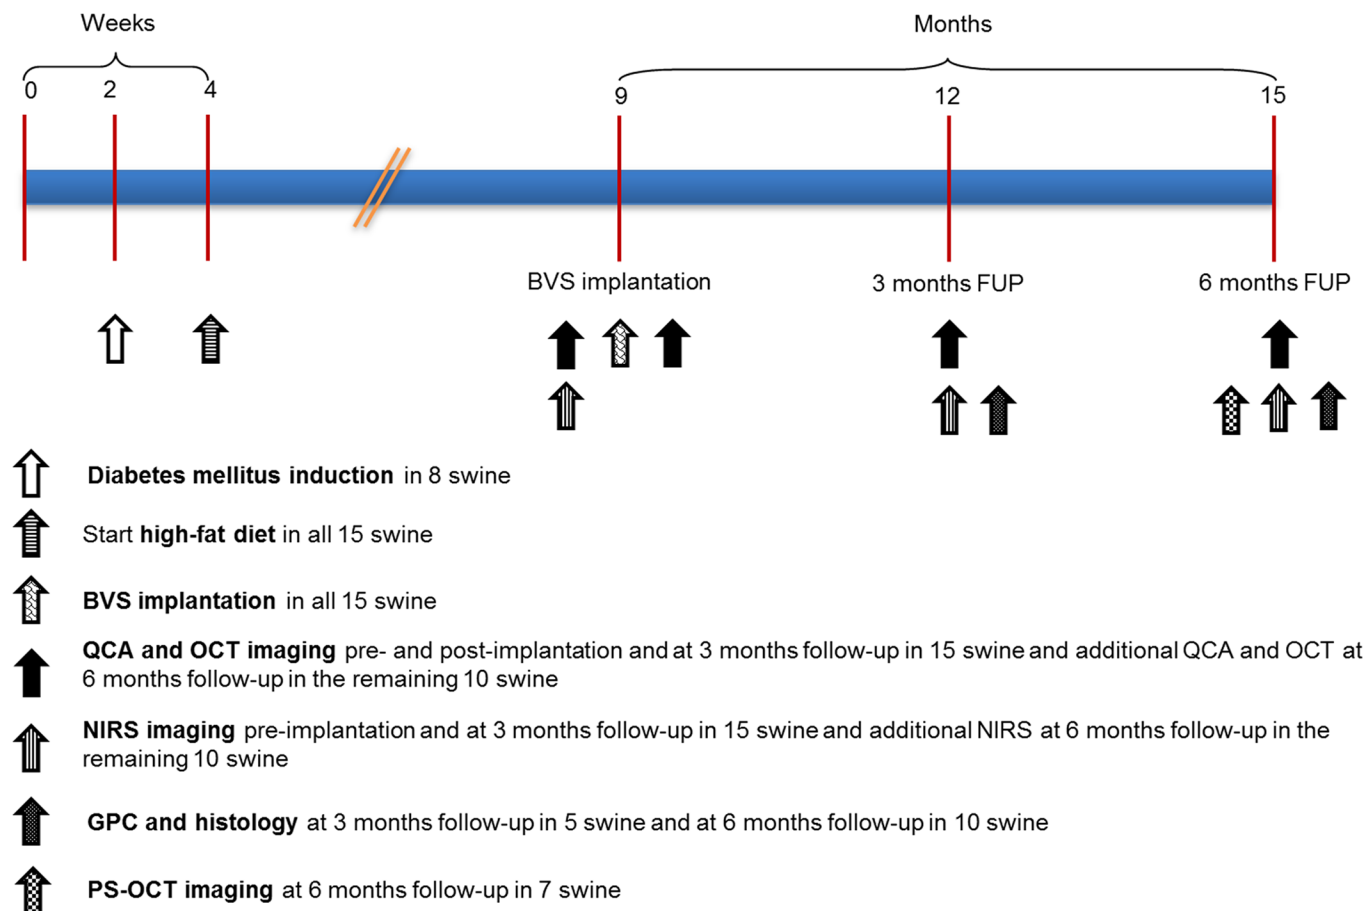 Weeks
Months
0
2
4
9
12
15
BVS implantation
3 months FUP
6 months FUP
Diabetes mellitus induction in 8 swine
Start high-fat diet in all 15 swine
BVS implantation in all 15 swine
QCA and OCT imaging pre- and post-implantation and at 3 months follow-up in 15 swine and additional QCA and OCT at
6 months follow-up in the remaining 10 swine
NIRS imaging pre-implantation and at 3 months follow-up in 15 swine and additional NIRS at 6 months follow-up in the
remaining 10 swine
GPC and histology at 3 months follow-up in 5 swine and at 6 months follow-up in 10 swine
PS-OCT imaging at 6 months follow-up in 7 swine